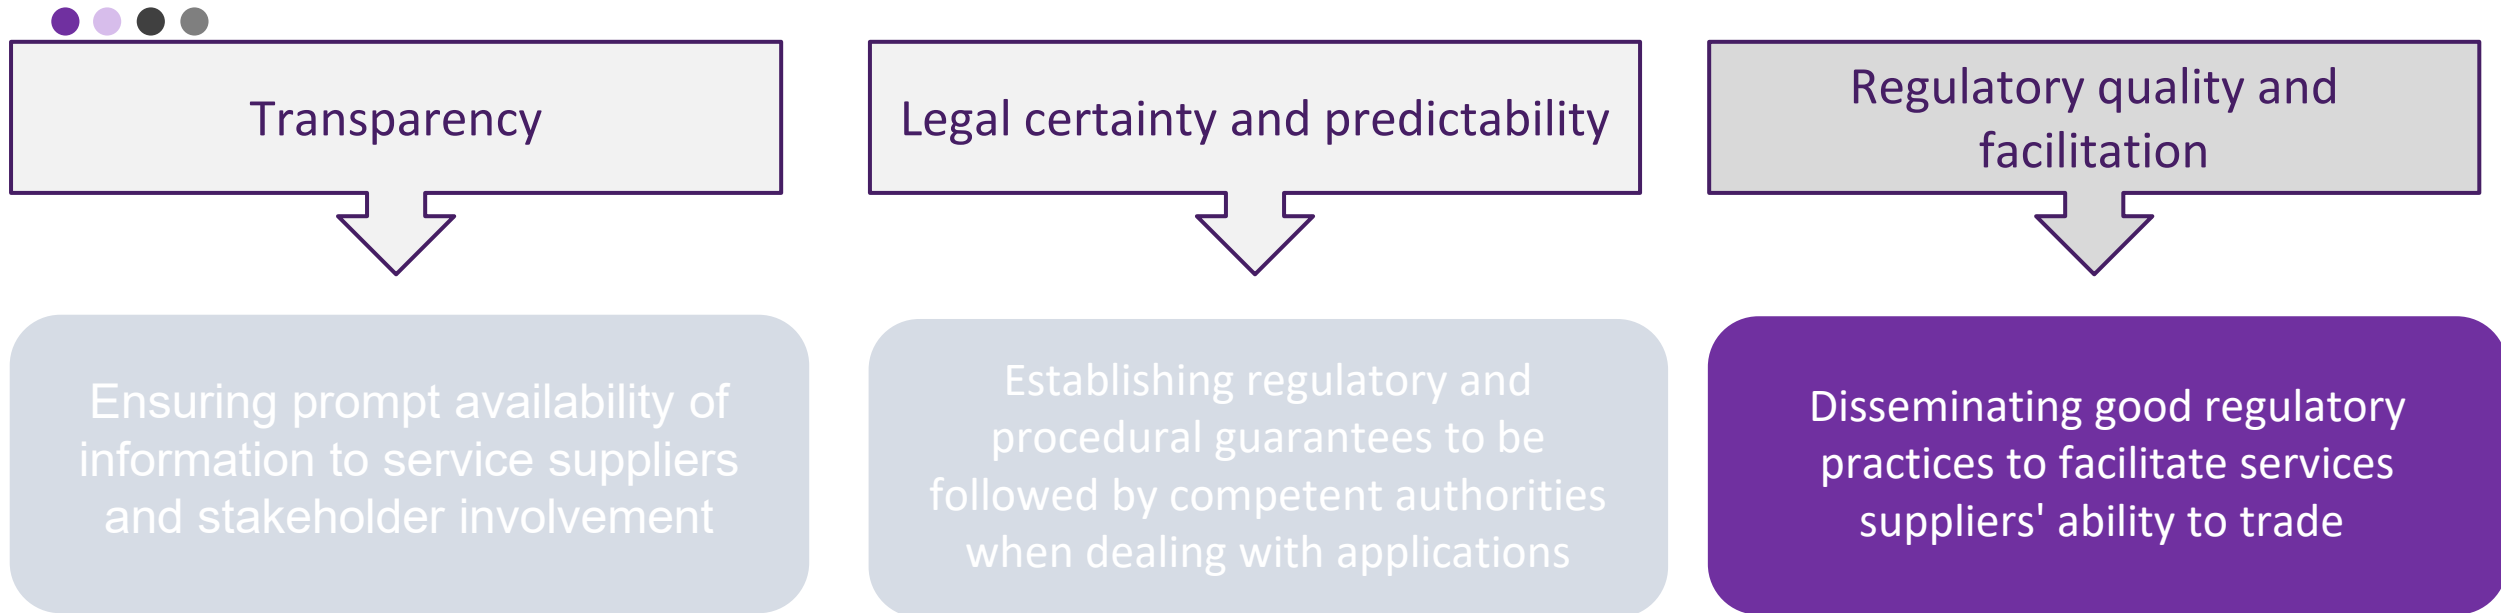 Transparency
Ensuring prompt availability of
information to service suppliers
and stakeholder involvement
Legal certainty and predictability
Establishing regulatory and
procedural guarantees to be
followed by competent authorities
when dealing with applications
Regulatory quality and
facilitation
Disseminating good regulatory
practices to facilitate services
suppliers' ability to trade